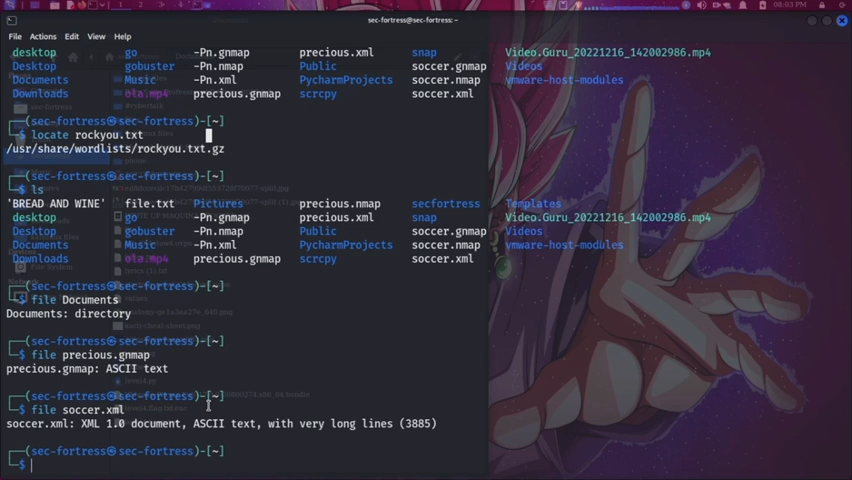 08:03 PM
sec-fortress@sec-fortress: ~
File Actions Edit View Help
desktop go -Pn.gnmap precious.xml snap Video.Guru_20221216_142002986.mp4
Documents gobuster -Pn.nmap Public soccer.gnmap Videos
Documents Music -Pn.xml PycharmProjects soccer.nmap vmware-host-modules
Downloads ola.mp4 precious.gnmap scrcpy soccer.xml
┌──(sec-fortress㉿sec-fortress)-[~]
└─$ locate rockyou.txt
/usr/share/wordlists/rockyou.txt.gz
┌──(sec-fortress㉿sec-fortress)-[~]
└─$ ls
'BREAD AND WINE' file.txt Pictures precious.nmap secfortress Templates
desktop go -Pn.gnmap precious.xml snap Video.Guru_20221216_142002986.mp4
Desktop gobuster -Pn.nmap Public soccer.gnmap Videos
Documents Music -Pn.xml PycharmProjects soccer.nmap vmware-host-modules
Downloads ola.mp4 precious.gnmap scrcpy soccer.xml
┌──(sec-fortress㉿sec-fortress)-[~]
└─$ file Documents
Documents: directory
┌──(sec-fortress㉿sec-fortress)-[~]
└─$ file precious.gnmap
precious.gnmap: ASCII text
┌──(sec-fortress㉿sec-fortress)-[~]
└─$ file soccer.xml
soccer.xml: XML 1.0 document, ASCII text, with very long lines (3885)
┌──(sec-fortress㉿sec-fortress)-[~]
└─$